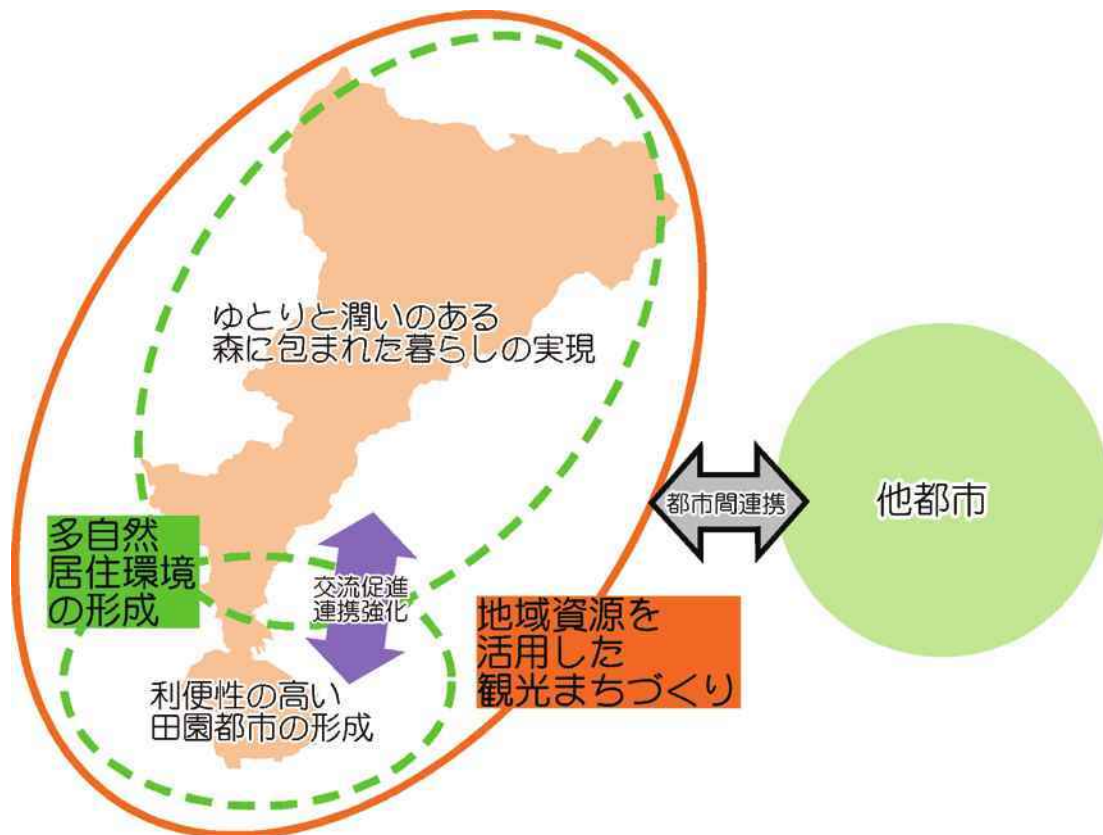 ゆとりと潤いのある
森に包まれた暮らしの実現
都市間連携
他都市
多自然
居住環境
の形成
交流促進
連携強化
地域資源を
活用した
観光まちづくり
利便性の高い
田園都市の形成